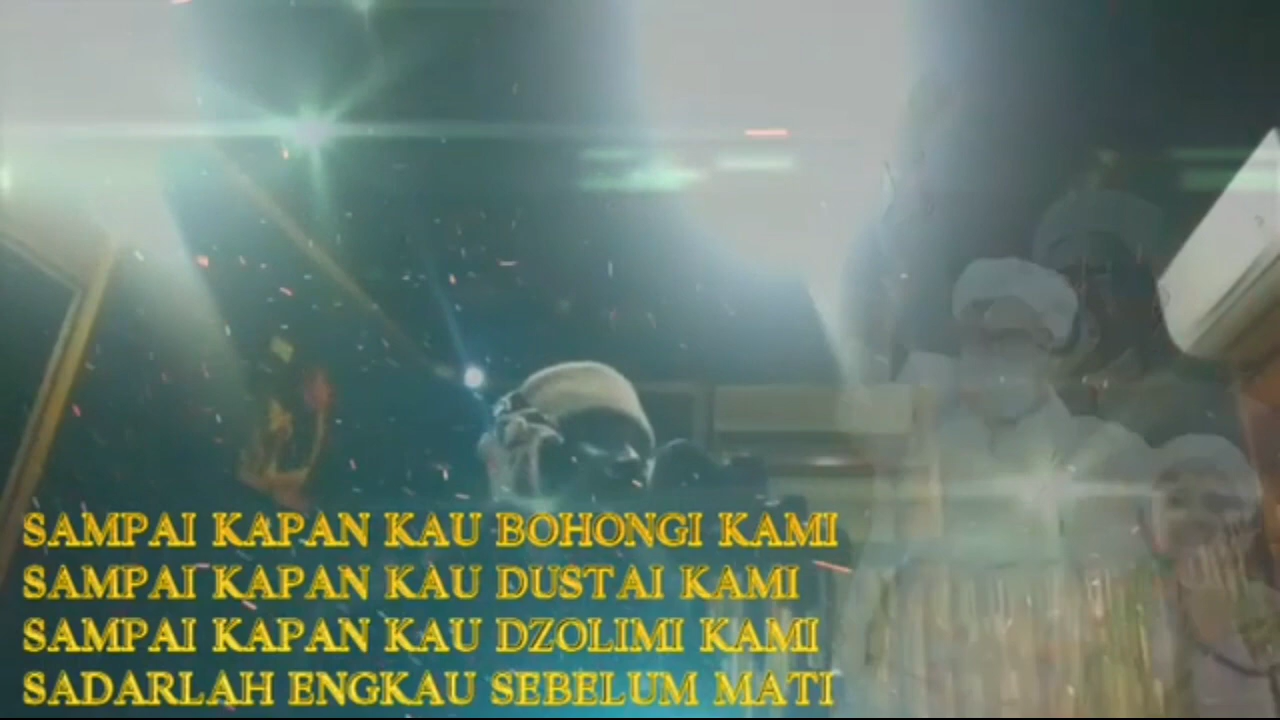 SAMPAI KAPAN KAU BOHONGI KAMI
SAMPAI KAPAN KAU DUSTAI KAMI
SAMPAI KAPAN KAU DZOLIMI KAMI
SADARLAH ENGKAU SEBELUM MATI